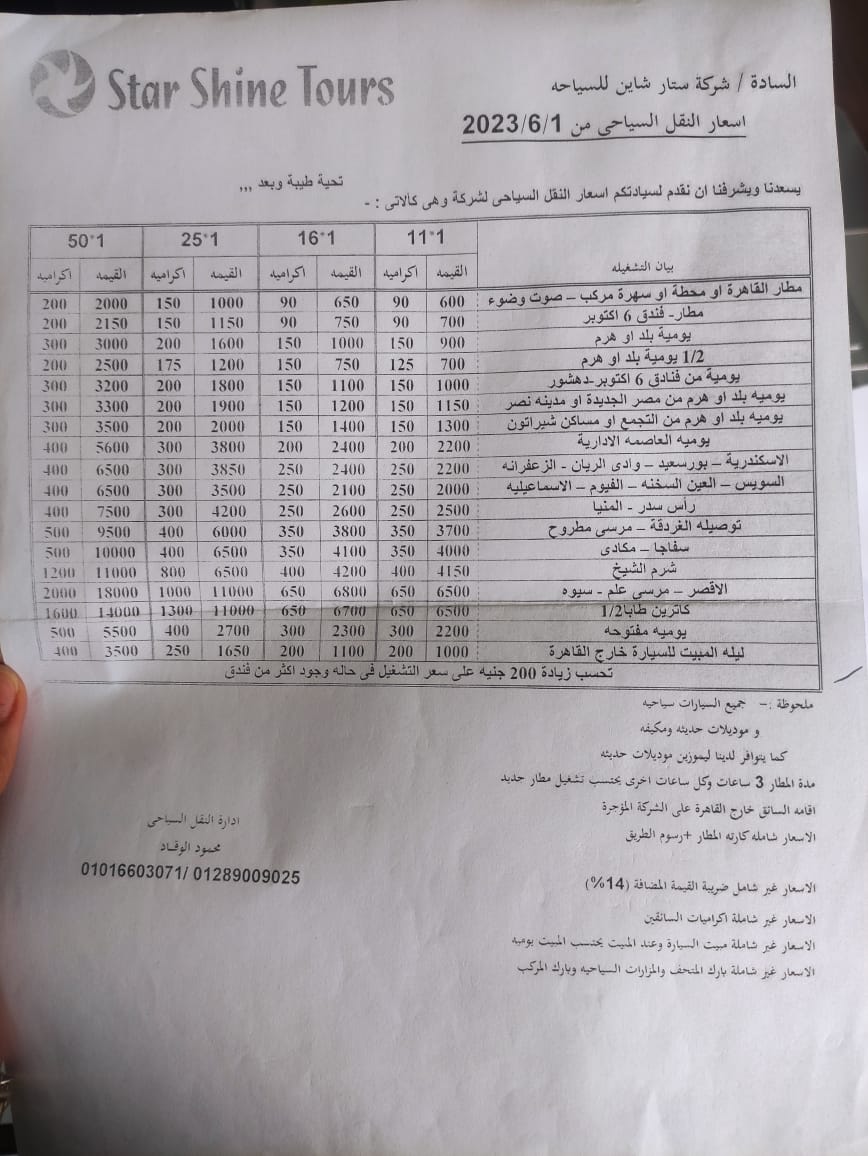 Star Shine Tours
السادة / شركة ستار شاين للسياحه
اسعار النقل السياحى من 2023/6/1
تحية طيبة وبعد ,,,
يسعدنا ويشرفنا ان نقدم لسيادتكم اسعار النقل السياحى لشركة وهى كالاتى : -
بيان التشغيله 11*1 16*1 25*1 50*1
القيمه اكراميه القيمه اكراميه القيمه اكراميه القيمه اكراميه
مطار القاهرة او محطة او سهرة مركب – صوت وضوء 600 90 650 90 1000 150 2000 200
مطار- فندق 6 اكتوبر 700 90 750 90 1150 150 2150 200
يومية بلد او هرم 900 150 1000 150 1600 200 3000 300
1/2 يومية بلد او هرم 700 125 750 150 1200 175 2500 200
يومية من فنادق 6 اكتوبر-دهشور 1000 150 1100 150 1800 200 3200 300
يوميه بلد او هرم من مصر الجديدة او مدينه نصر 1150 150 1200 150 1900 200 3300 300
يوميه بلد او هرم من التجمع او مساكن شيراتون 1300 150 1400 150 2000 200 3500 300
يوميه العاصمه الادارية 2200 200 2400 200 3800 300 5600 400
الاسكندرية – بورسعيد – وادى الريان - الزعفرانه 2200 250 2400 250 3850 300 6500 400
السويس – العين السخنه – الفيوم – الاسماعيليه 2000 250 2100 250 3500 300 6500 400
رأس سدر - المنيا 2500 250 2600 250 4200 300 7500 400
توصيله الغردقة – مرسى مطروح 3700 350 3800 350 6000 400 9500 500
سفاجا – مكادى 4000 350 4100 350 6500 400 10000 500
شرم الشيخ 4150 400 4200 400 6500 800 11000 1200
الاقصر – مرسى علم - سيوه 6500 650 6800 650 11000 1000 18000 2000
كاترين طابا1/2 6500 650 6700 650 11000 1300 14000 1600
يوميه مفتوحه 2200 300 2300 300 2700 400 5500 500
ليله المبيت للسيارة خارج القاهرة 1000 200 1100 200 1650 250 3500 400
تحسب زيادة 200 جنيه على سعر التشغيل فى حاله وجود اكثر من فندق
ملحوظة :- جميع السيارات سياحيه
و موديلات حديثه ومكيفه
كما يتوافر لدينا ليموزين موديلات حديثه
مدة المطار 3 ساعات وكل ساعات اخرى يحتسب تشغيل مطار جديد
اقامه السائق خارج القاهرة على الشركة المؤجرة
الاسعار شامله كارته المطار +رسوم الطريق
ادارة النقل السياحى
محمود الوقاد
01016603071/ 01289009025
الاسعار غير شامل ضريبة القيمة المضافة (14%)
الاسعار غير شاملة اكراميات السائقين
الاسعار غير شاملة مبيت السيارة وعند المبيت يحتسب المبيت يوميه
الاسعار غير شاملة بارك المتحف والمزارات السياحيه وبارك المركب